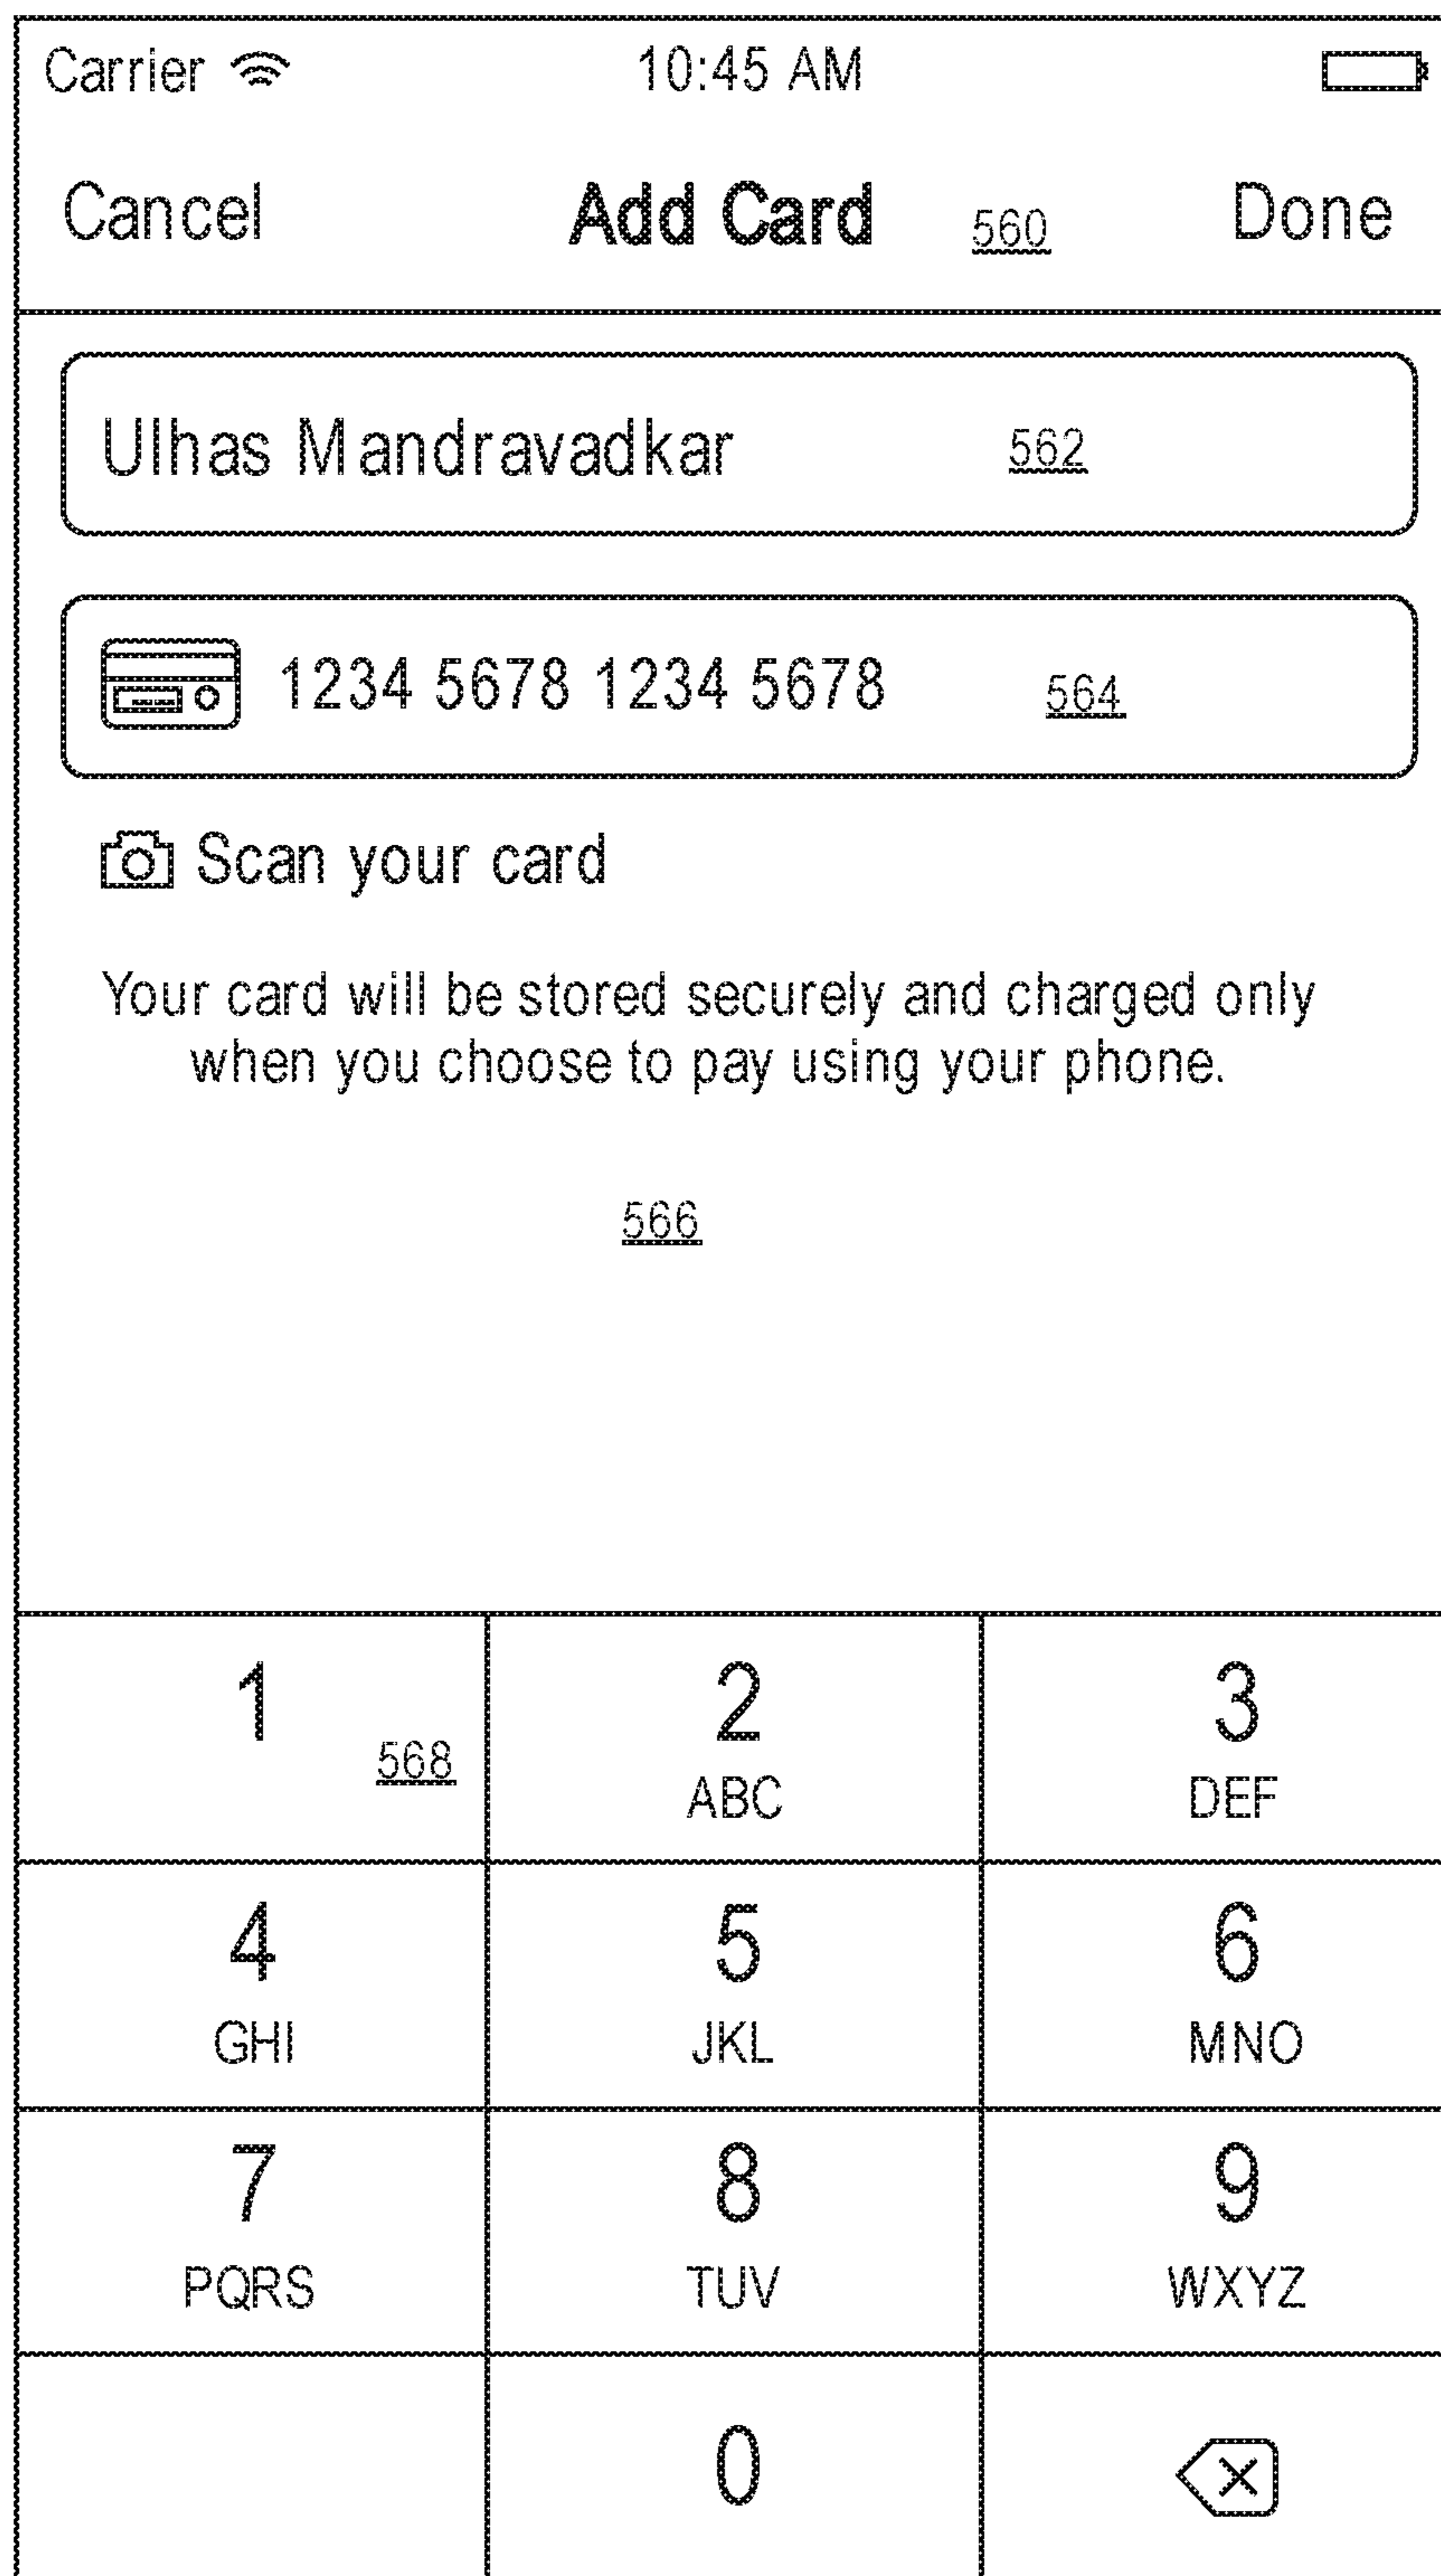 Carrier 10:45 AM
Cancel Add Card 560 Done
Ulhas Mandravadkar 562
1234 5678 1234 5678 564
Scan your card
Your card will be stored securely and charged only
when you choose to pay using your phone.
566
1 2 3
568
ABC DEF
4 5 6
GHI JKL MNO
7 8 9
PQRS TUV WXYZ
0